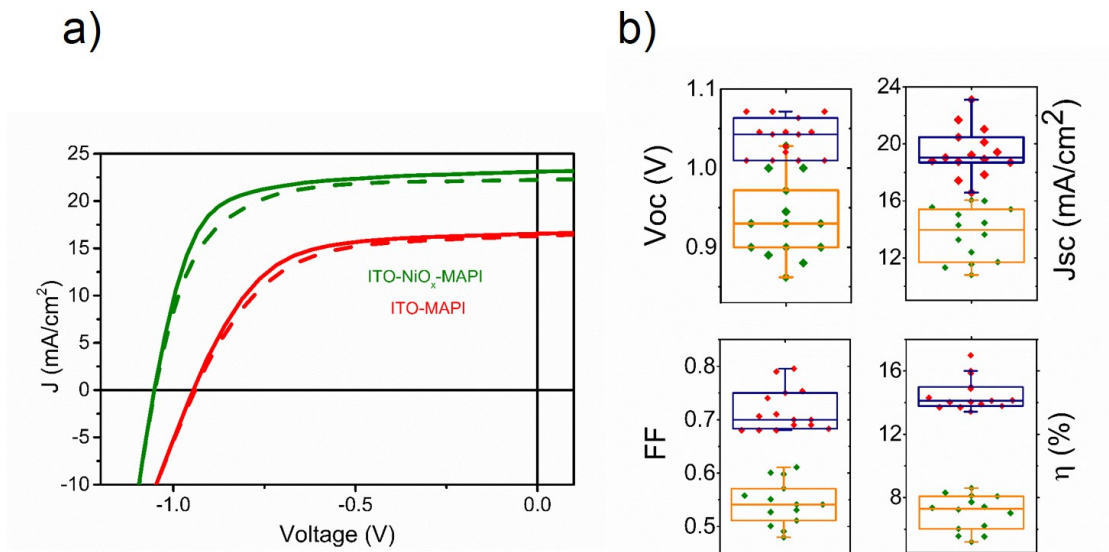 a)
25
20
15
10
5
0
-5
-10
J (mA/cm²)
ITO-NiOₓ-MAPI
ITO-MAPI
-1.0
-0.5
0.0
Voltage (V)
b)
1.1
1.0
0.9
Voc (V)
24
20
16
12
Jsc (mA/cm²)
0.8
0.7
0.6
0.5
FF
16
12
8
η (%)